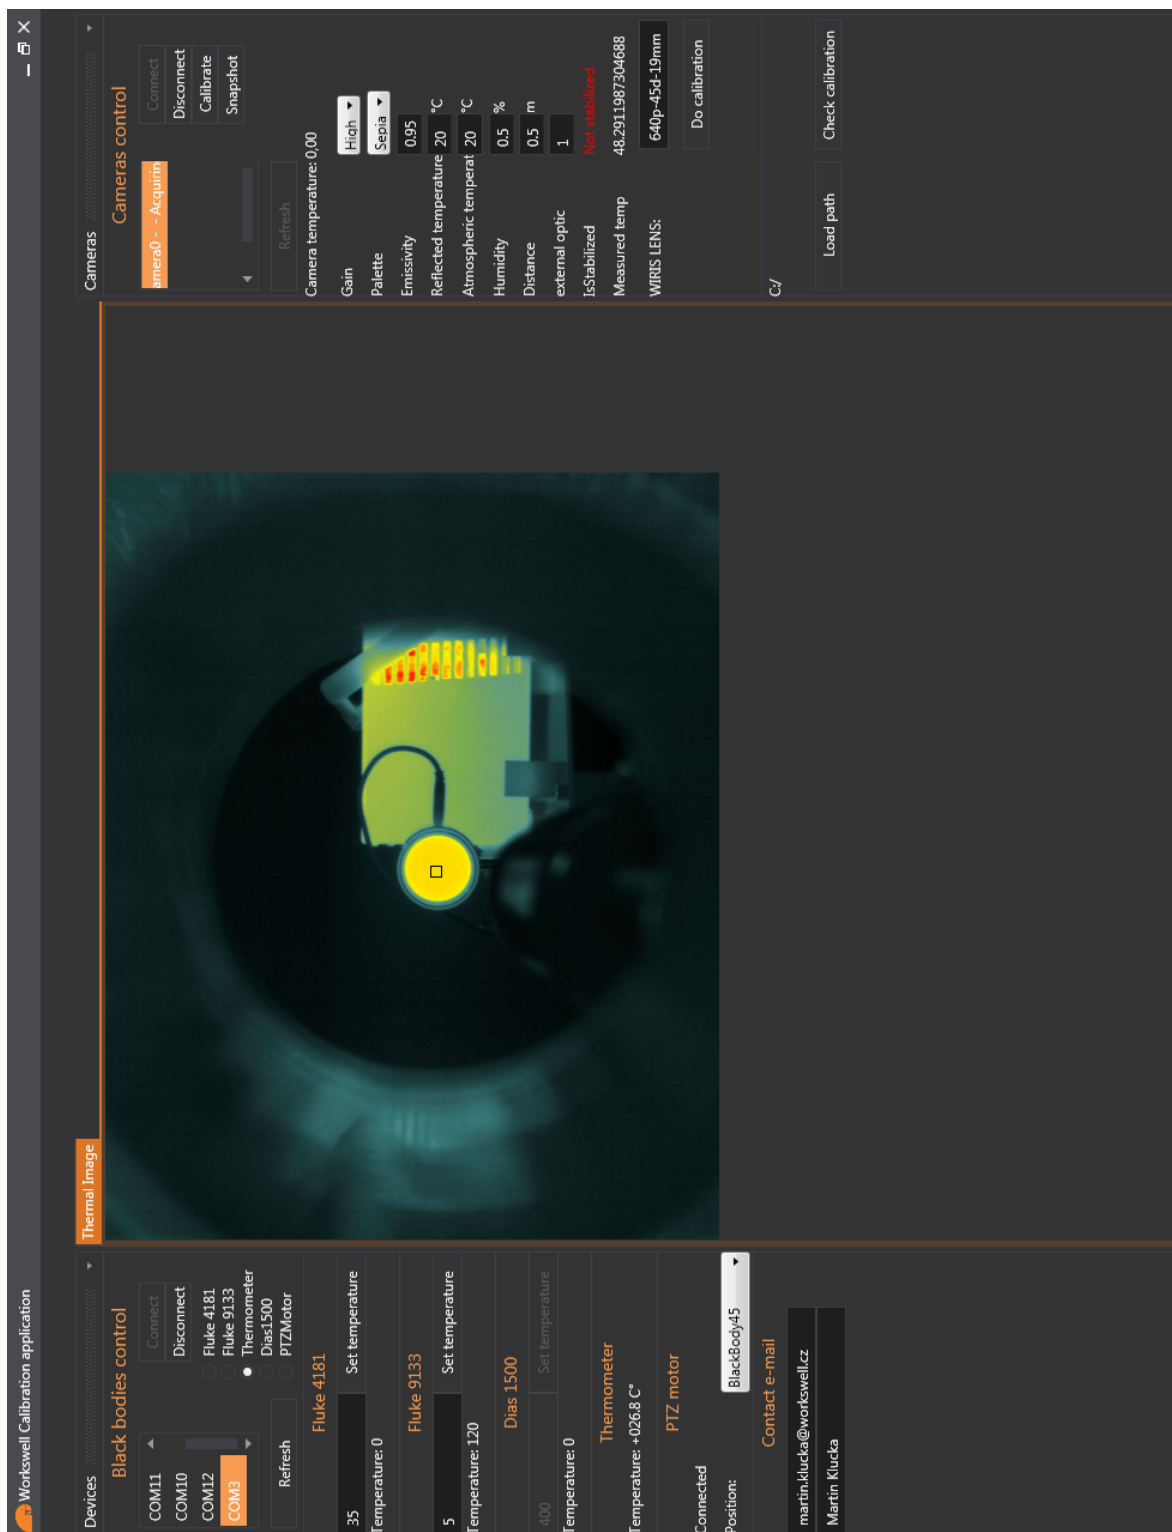 Workswell Calibration application
Devices
Black bodies control
COM11
COM10
COM12
COM3
Connect
Disconnect
Fluke 4181
Fluke 9133
Thermometer
Dias1500
PTZMotor
Refresh
Fluke 4181
35
Set temperature
Temperature: 0
Fluke 9133
5
Set temperature
Temperature: 120
Dias 1500
400
Set temperature
Temperature: 0
Thermometer
Temperature: +026.8 C°
PTZ motor
Connected
Position:
BlackBody45
Contact e-mail
martin.klucka@workswell.cz
Martin Klucka
Thermal Image
Cameras
Cameras control
amera0 - - Acquirin
Connect
Disconnect
Calibrate
Snapshot
Refresh
Camera temperature: 0,00
Gain High
Palette Sepia
Emissivity 0.95
Reflected temperature 20 °C
Atmospheric temperat 20 °C
Humidity 0.5 %
Distance 0.5 m
external optic 1
IsStabilized Not stabilized
Measured temp 48.2911987304688
WIRIS LENS: 640p-45d-19mm
Do calibration
C:/
Load path
Check calibration